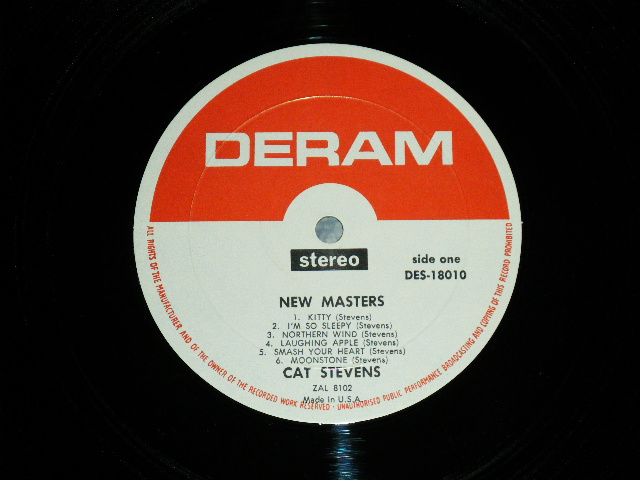 DERAM
stereo
side one
DES-18010
NEW MASTERS
1. KITTY (Stevens)
2. I'M SO SLEEPY (Stevens)
3. NORTHERN WIND (Stevens)
4. LAUGHING APPLE (Stevens)
5. SMASH YOUR HEART (Stevens)
6. MOONSTONE (Stevens)
CAT STEVENS
ZAL 8102
Made in U.S.A.
ALL RIGHTS OF THE MANUFACTURER AND OF THE OWNER OF THE RECORDED WORK RESERVED · UNAUTHORISED PUBLIC PERFORMANCE BROADCASTING AND COPYING OF THIS RECORD PROHIBITED